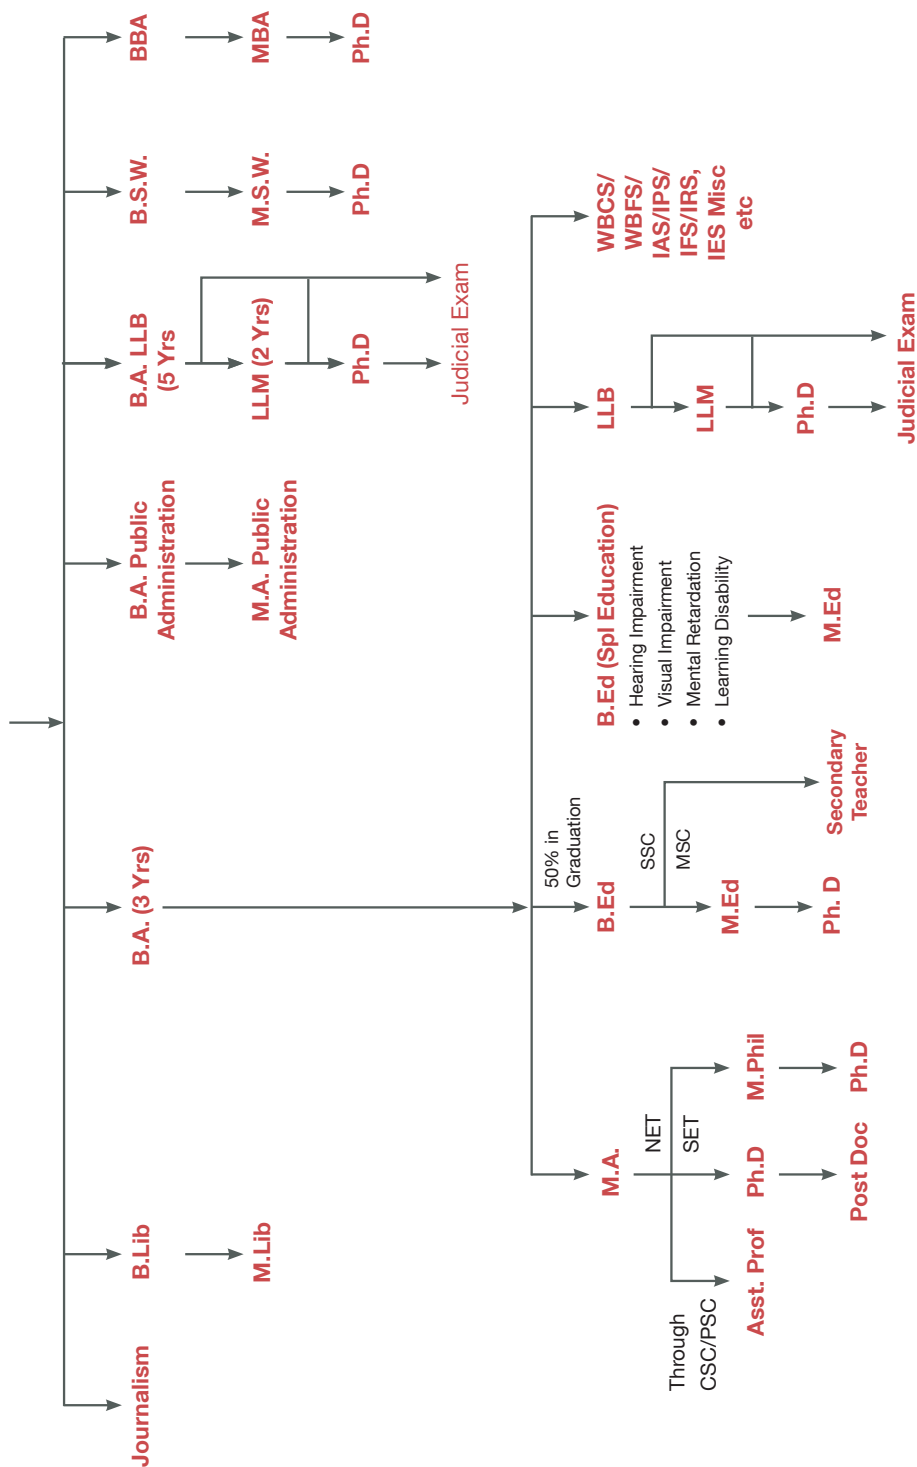 Journalism
B.Lib
B.A. (3 Yrs)
B.A. Public
Administration
B.A. LLB
(5 Yrs
B.S.W.
BBA
M.Lib
M.A. Public
Administration
LLM (2 Yrs)
M.S.W.
MBA
Ph.D
Ph.D
Ph.D
Judicial Exam
50% in
Graduation
M.A.
B.Ed
B.Ed (Spl Education)
• Hearing Impairment
• Visual Impairment
• Mental Retardation
• Learning Disability
LLB
WBCS/
WBFS/
IAS/IPS/
IFS/IRS,
IES Misc
etc
NET
SET
SSC
MSC
Through
CSC/PSC
Asst. Prof
Ph.D
M.Phil
M.Ed
LLM
Post Doc
Ph.D
Ph. D
Secondary
Teacher
M.Ed
Ph.D
Judicial Exam